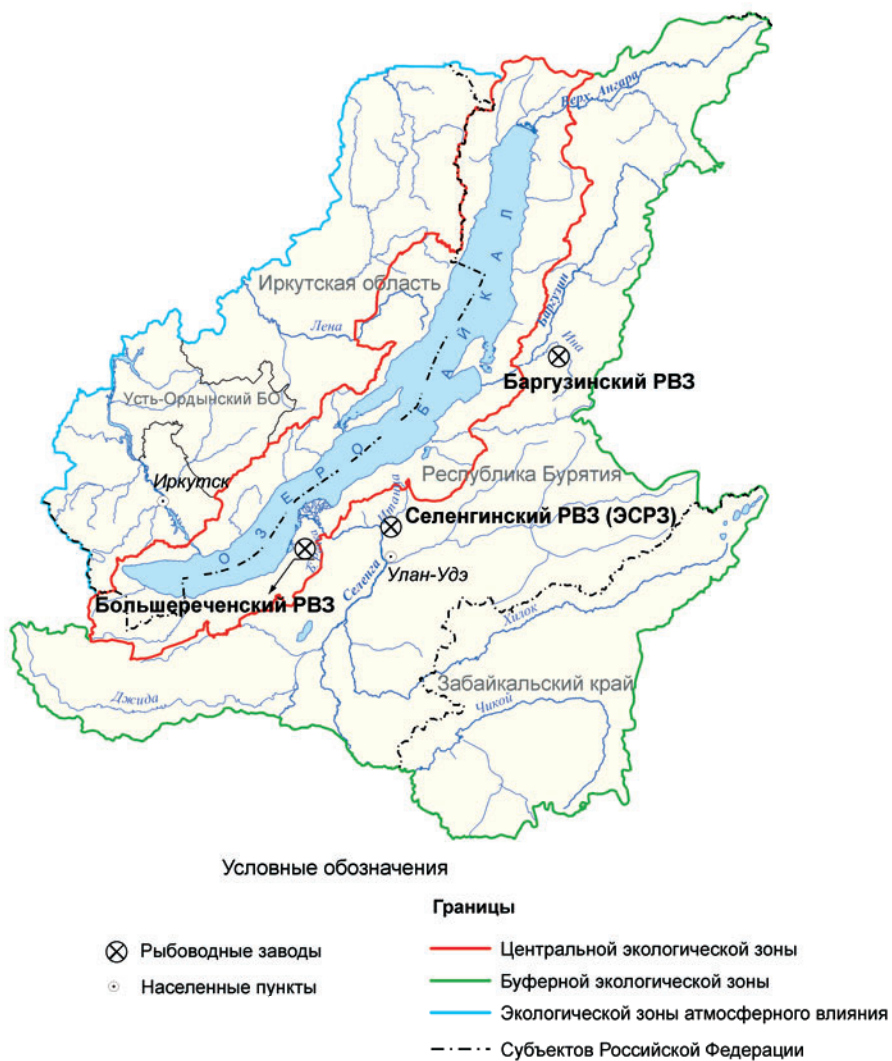 Верх. Ангара
ОЗЕРО БАЙКАЛ
Иркутская область
Лена
Баргузин
Ина
Баргузинский РВЗ
Усть-Ордынский БО
Иркутск
Республика Бурятия
Итанца
Селенгинский РВЗ (ЭСРЗ)
Улан-Удэ
Селенга
Большереченский РВЗ
Хилок
Забайкальский край
Чикой
Джида
Условные обозначения
Границы
Рыбоводные заводы
Населенные пункты
Центральной экологической зоны
Буферной экологической зоны
Экологической зоны атмосферного влияния
Субъектов Российской Федерации